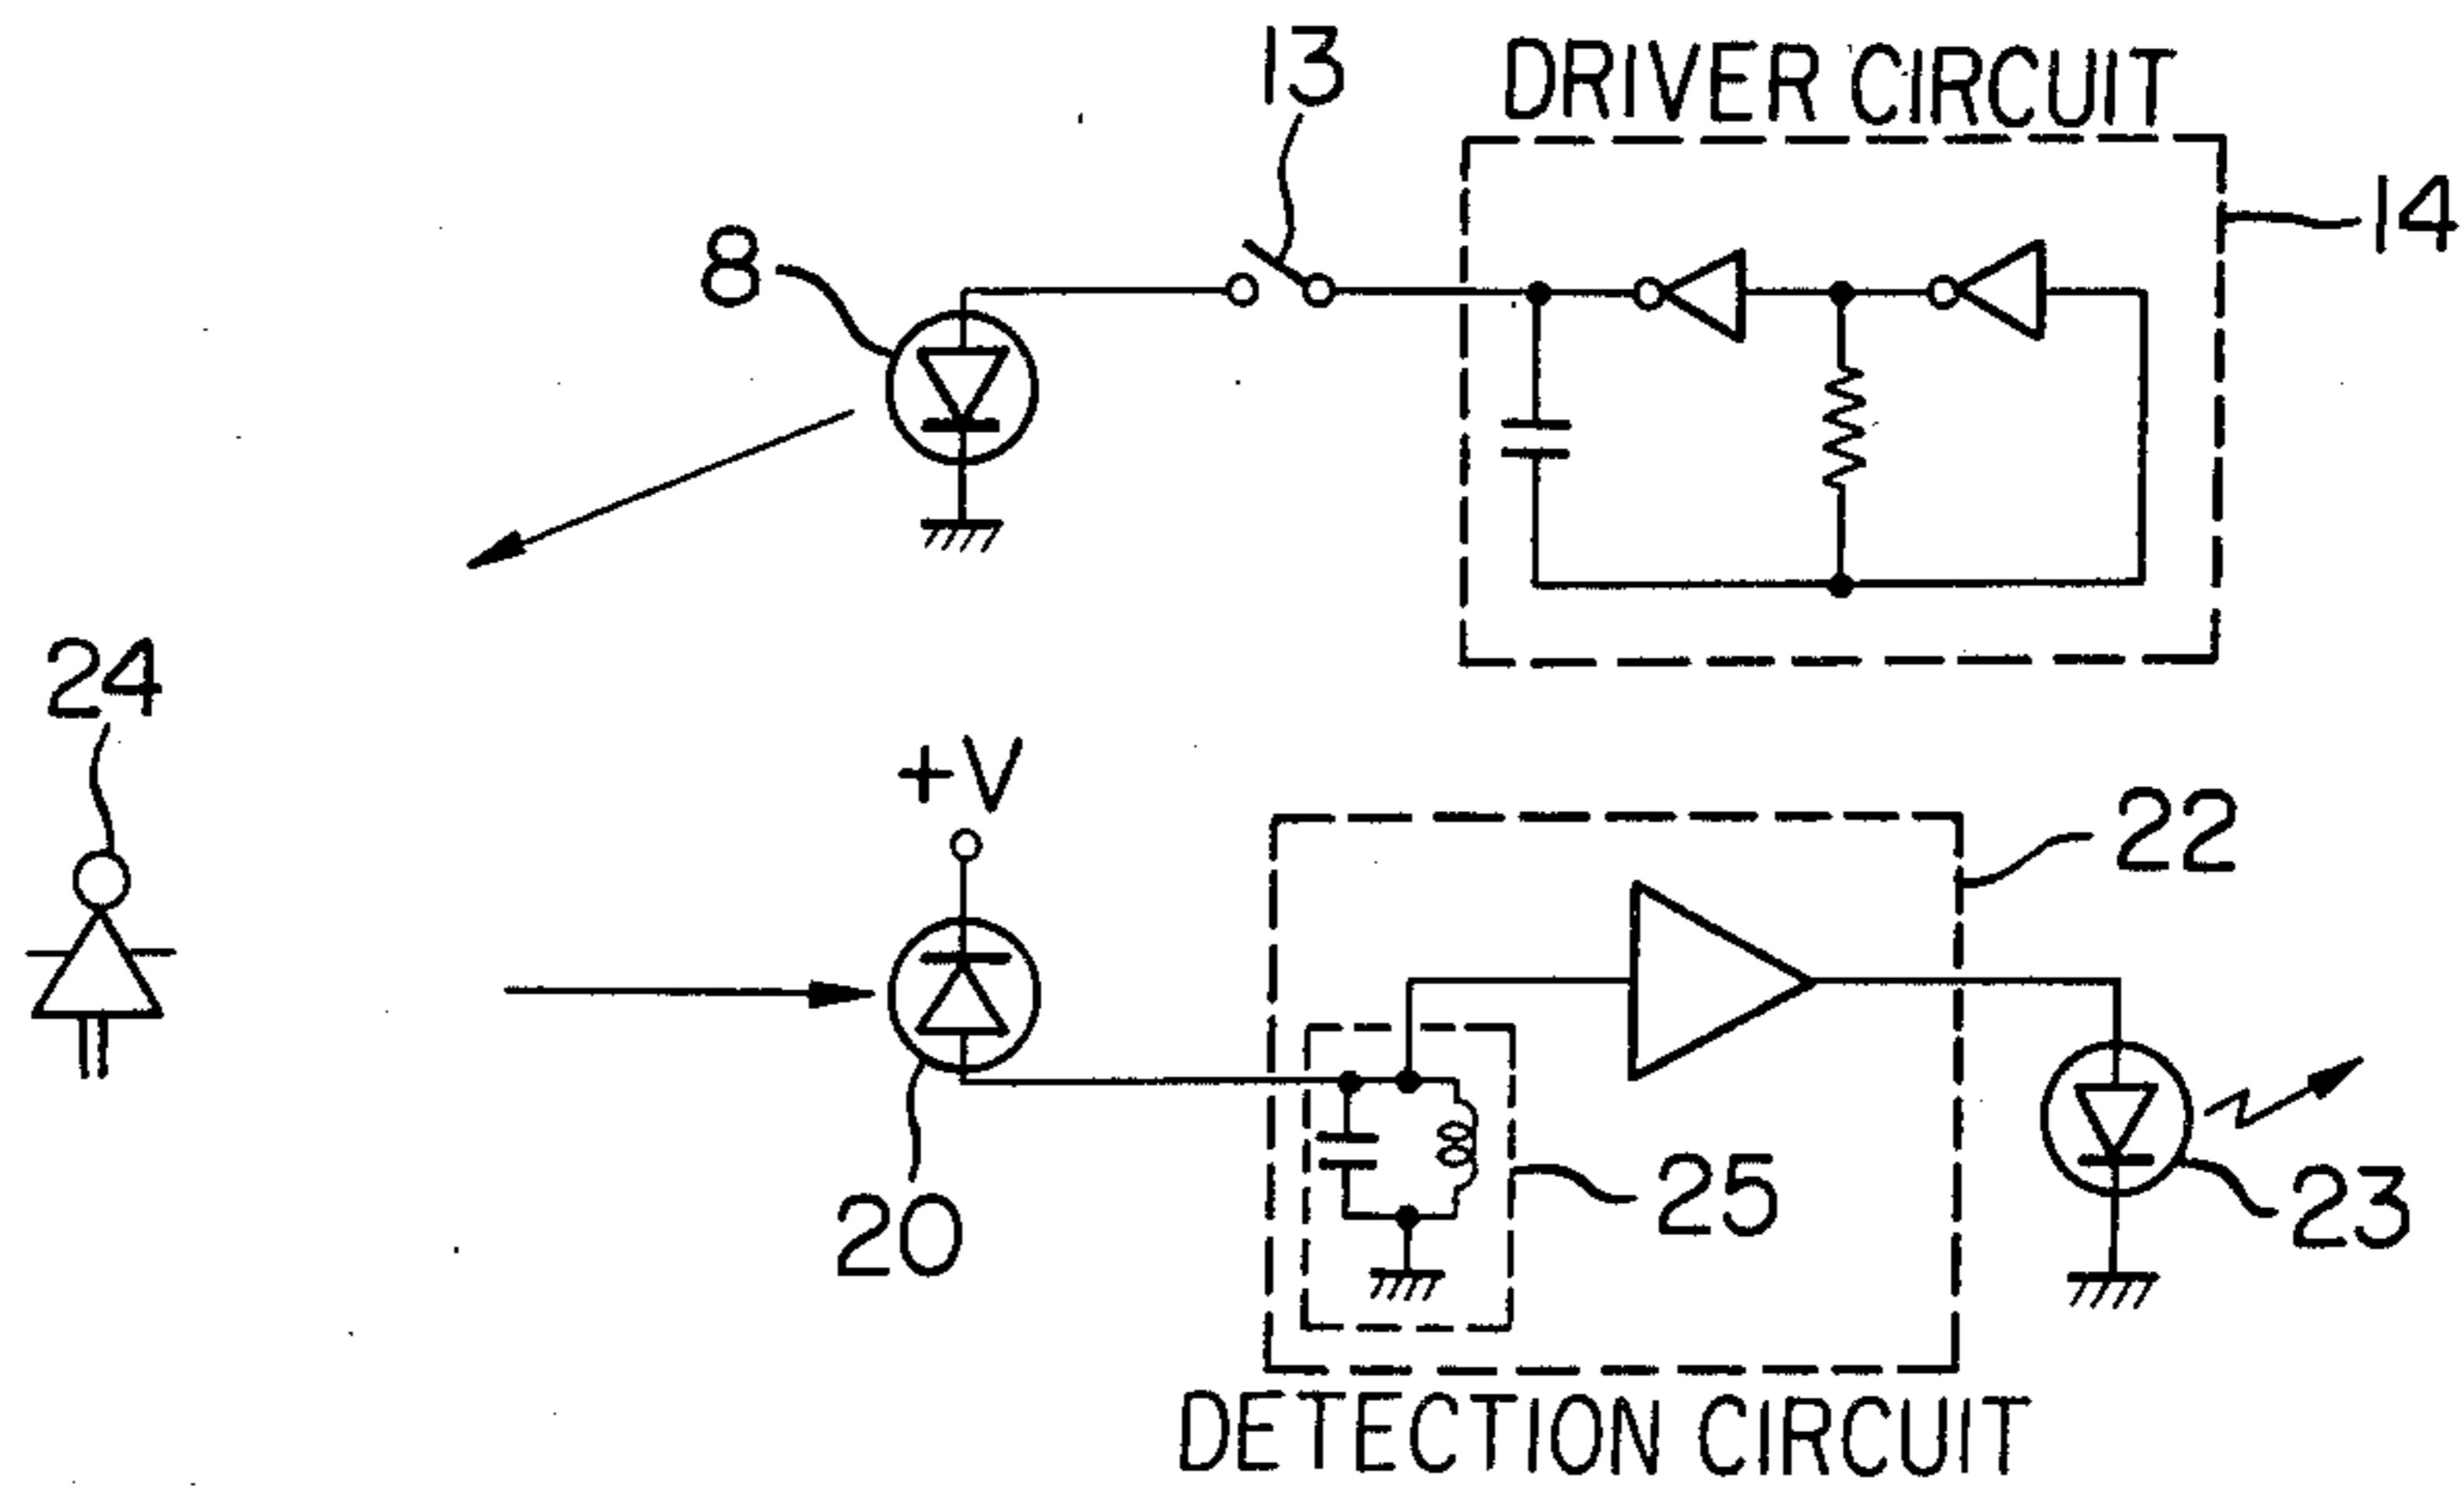 13
DRIVER CIRCUIT
14
8
24
+V
22
25
23
20
DETECTION CIRCUIT